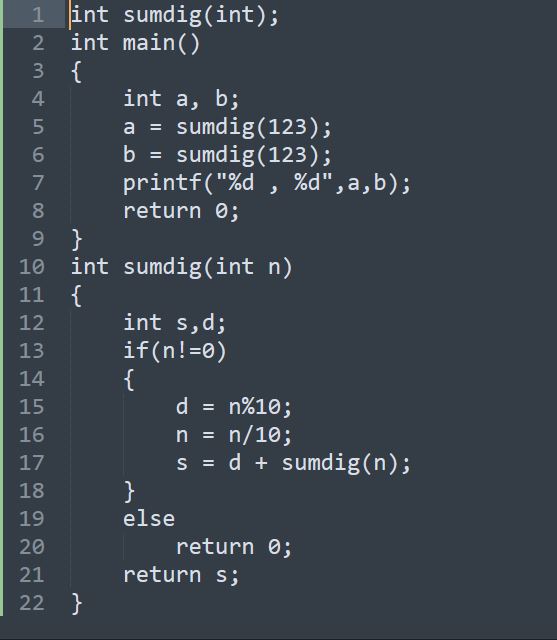 1 int sumdig(int);
2 int main()
3 {
4     int a, b;
5     a = sumdig(123);
6     b = sumdig(123);
7     printf("%d , %d",a,b);
8     return 0;
9 }
10 int sumdig(int n)
11 {
12     int s,d;
13     if(n!=0)
14     {
15         d = n%10;
16         n = n/10;
17         s = d + sumdig(n);
18     }
19     else
20         return 0;
21     return s;
22 }